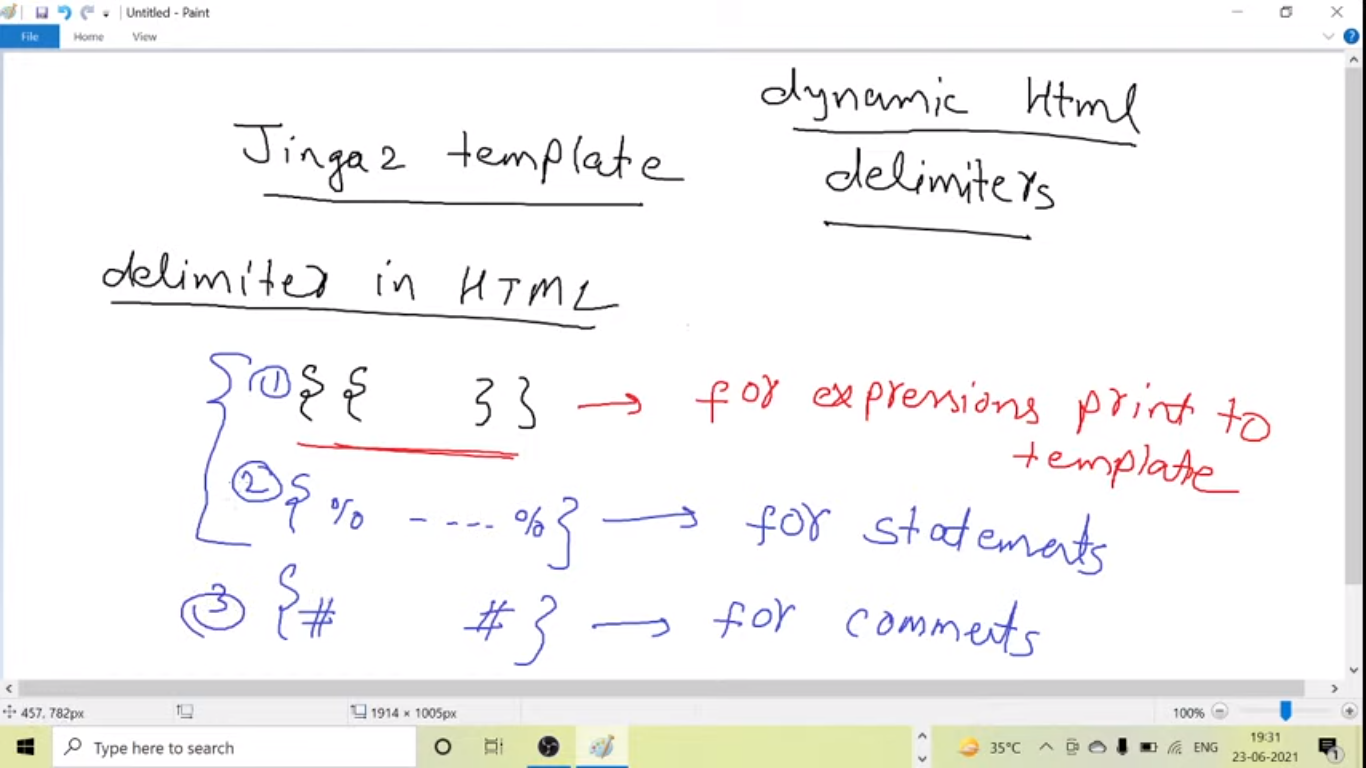 Untitled - Paint
File Home View
dynamic Html
Jinga2 template
delimiters
delimiter in HTML
① {{ }} → for expressions print to
template
② {% ----.. %} → for statements
③ {# #} → for comments
457, 782px 1914 × 1005px 100%
Type here to search 35°C ENG 19:31
23-06-2021
1